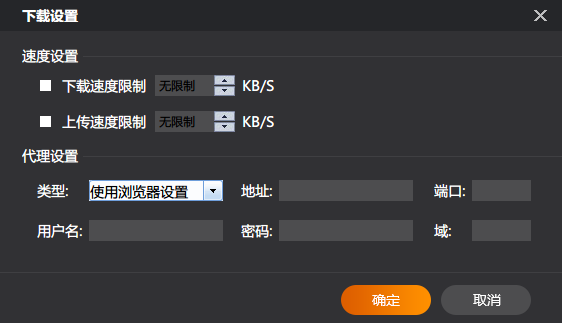 下载设置
速度设置
下载速度限制 无限制 KB/S
上传速度限制 无限制 KB/S
代理设置
类型: 使用浏览器设置 地址: 端口:
用户名: 密码: 域:
确定 取消